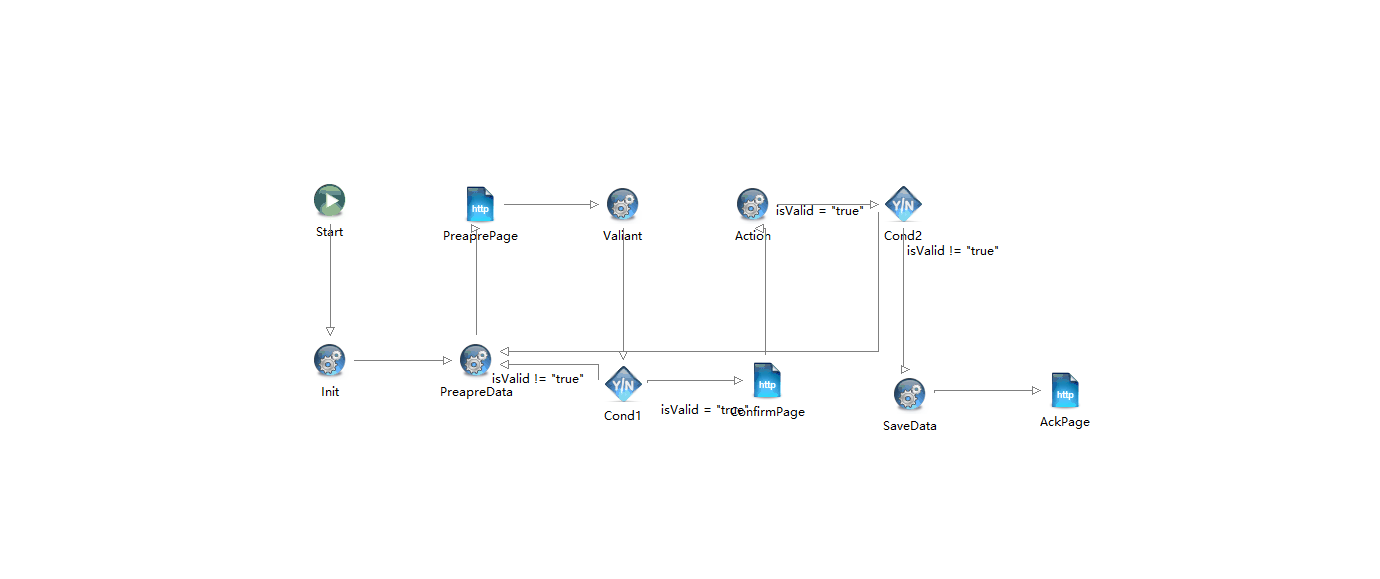 http
Y/N
Start
PreaprePage
Valiant
Action
isValid = "true"
Cond2
isValid != "true"
http
Y/N
http
Init
PreapreData
isValid != "true"
Cond1
isValid = "true"
ConfirmPage
SaveData
AckPage